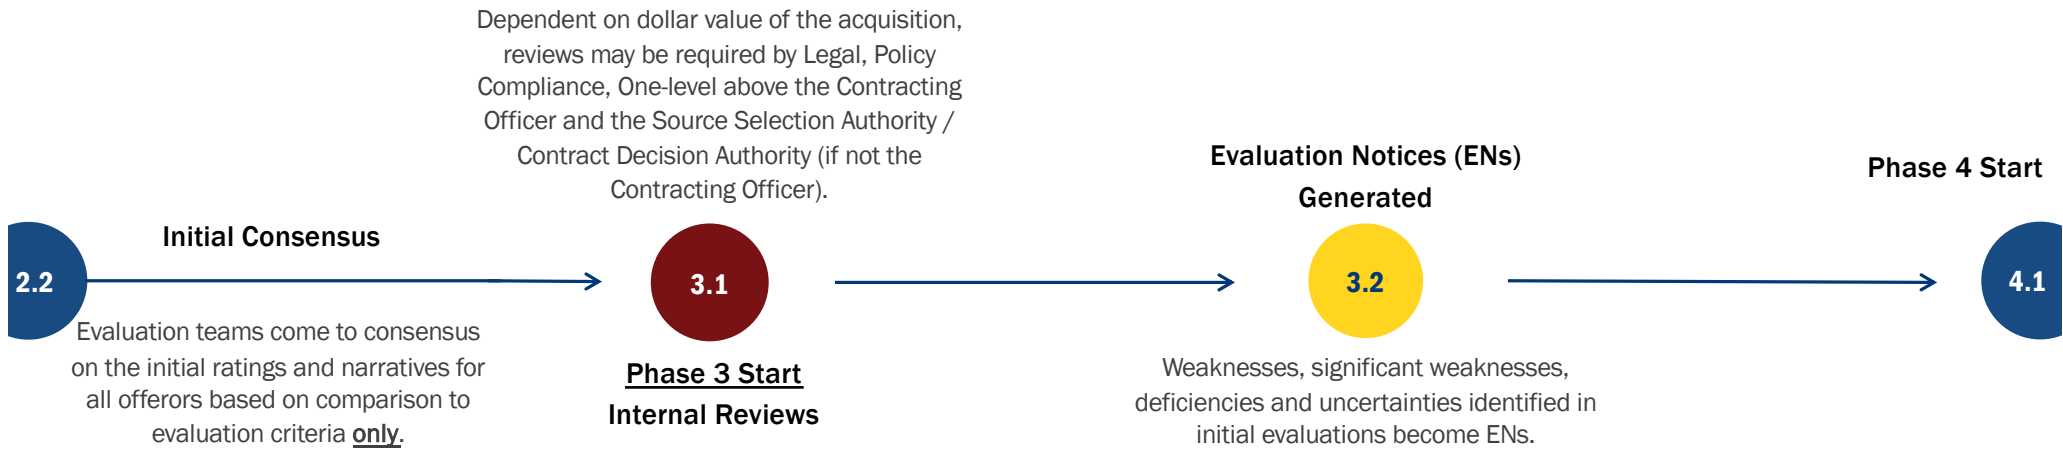 2.2
Initial Consensus
Evaluation teams come to consensus
on the initial ratings and narratives for
all offerors based on comparison to
evaluation criteria only.
Dependent on dollar value of the acquisition,
reviews may be required by Legal, Policy
Compliance, One-level above the Contracting
Officer and the Source Selection Authority /
Contract Decision Authority (if not the
Contracting Officer).
3.1
Phase 3 Start
Internal Reviews
Evaluation Notices (ENs)
Generated
3.2
Weaknesses, significant weaknesses,
deficiencies and uncertainties identified in
initial evaluations become ENs.
Phase 4 Start
4.1